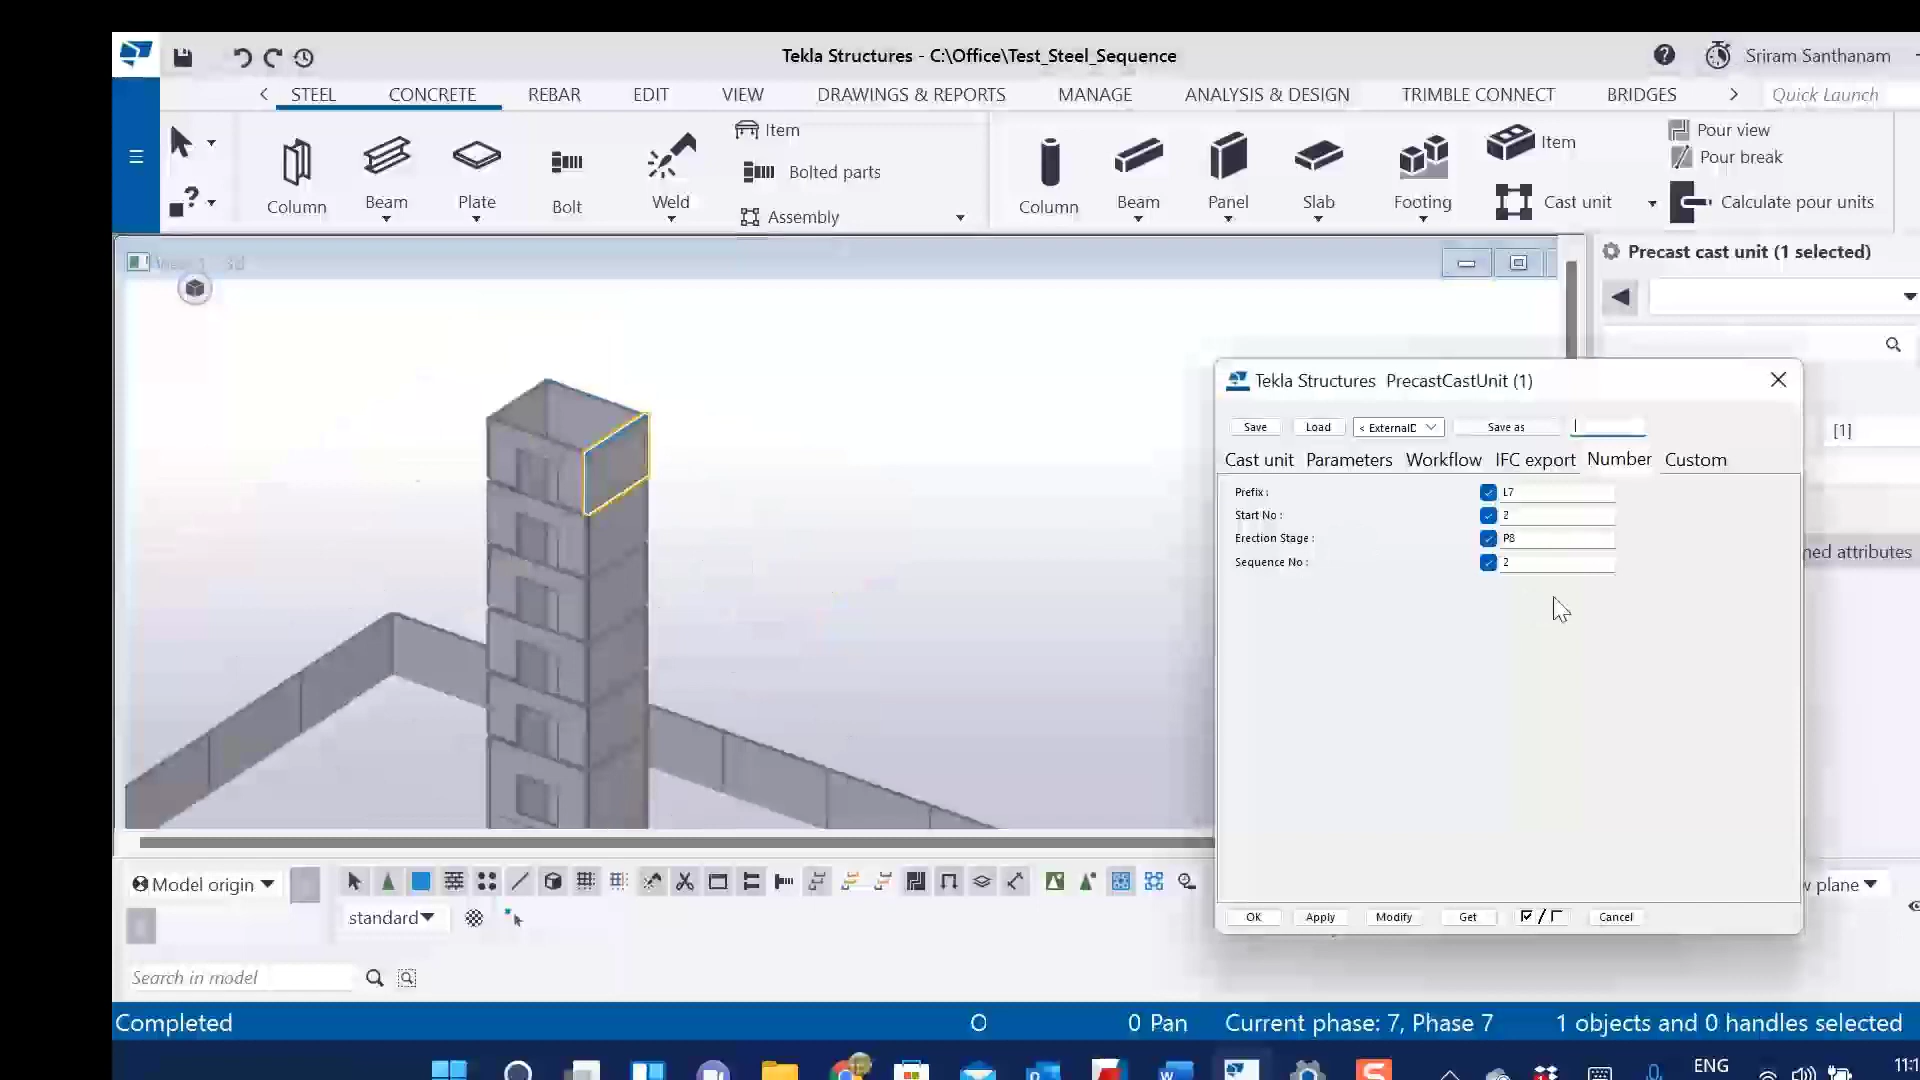 Tekla Structures - C:\Office\Test_Steel_Sequence
Sriram Santhanam
STEEL CONCRETE REBAR EDIT VIEW DRAWINGS & REPORTS MANAGE ANALYSIS & DESIGN TRIMBLE CONNECT BRIDGES Quick Launch
Item
Pour view
Item
Pour break
Bolted parts
Column Beam Plate Bolt Weld
Column Beam Panel Slab Footing
Cast unit
Calculate pour units
Assembly
Precast cast unit (1 selected)
Tekla Structures PrecastCastUnit (1)
Save Load < ExternalD Save as
[1]
Cast unit Parameters Workflow IFC export Number Custom
Prefix : L7
Start No : 2
Erection Stage : P8
Sequence No : 2
attributes
Model origin
plane
standard
OK Apply Modify Get Cancel
Search in model
Completed O 0 Pan Current phase: 7, Phase 7 1 objects and 0 handles selected
ENG